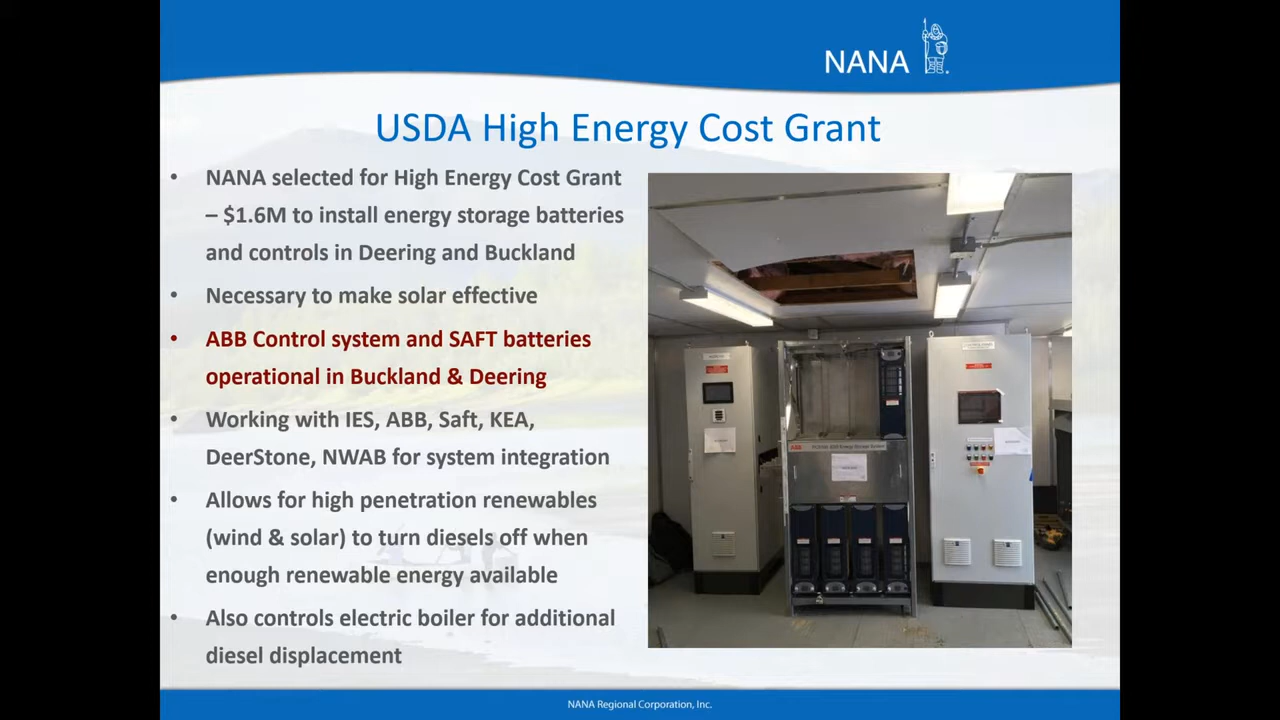 NANA
USDA High Energy Cost Grant
• NANA selected for High Energy Cost Grant
– $1.6M to install energy storage batteries
and controls in Deering and Buckland
• Necessary to make solar effective
• ABB Control system and SAFT batteries
operational in Buckland & Deering
• Working with IES, ABB, Saft, KEA,
DeerStone, NWAB for system integration
• Allows for high penetration renewables
(wind & solar) to turn diesels off when
enough renewable energy available
• Also controls electric boiler for additional
diesel displacement
ABB
NANA Regional Corporation, Inc.